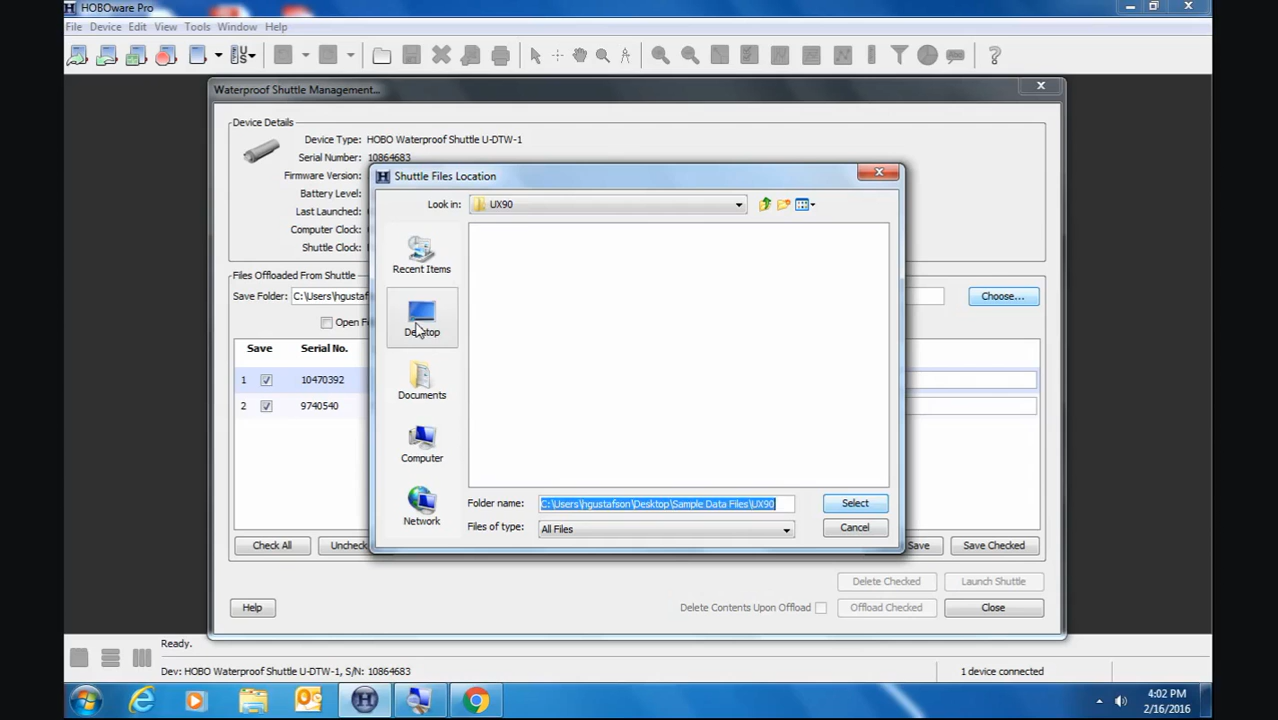 HOBOware Pro
File Device Edit View Tools Window Help
Waterproof Shuttle Management...
Device Details
Device Type: HOBO Waterproof Shuttle U-DTW-1
Serial Number: 10864683
Firmware Version:
Battery Level:
Last Launched:
Computer Clock:
Shuttle Clock:
Files Offloaded From Shuttle
Save Folder: C:\Users\hgustaf
Choose...
Open
Save Serial No.
1 10470392
2 9740540
Check All
Save
Save Checked
Delete Checked
Launch Shuttle
Help
Delete Contents Upon Offload
Offload Checked
Close
Shuttle Files Location
Look in: UX90
Recent Items
Desktop
Documents
Computer
Network
Folder name: C:\Users\hgustafson\Desktop\Sample Data Files\UX90
Select
Files of type: All Files
Cancel
Ready.
Dev: HOBO Waterproof Shuttle U-DTW-1, S/N: 10864683
1 device connected
4:02 PM
2/16/2016